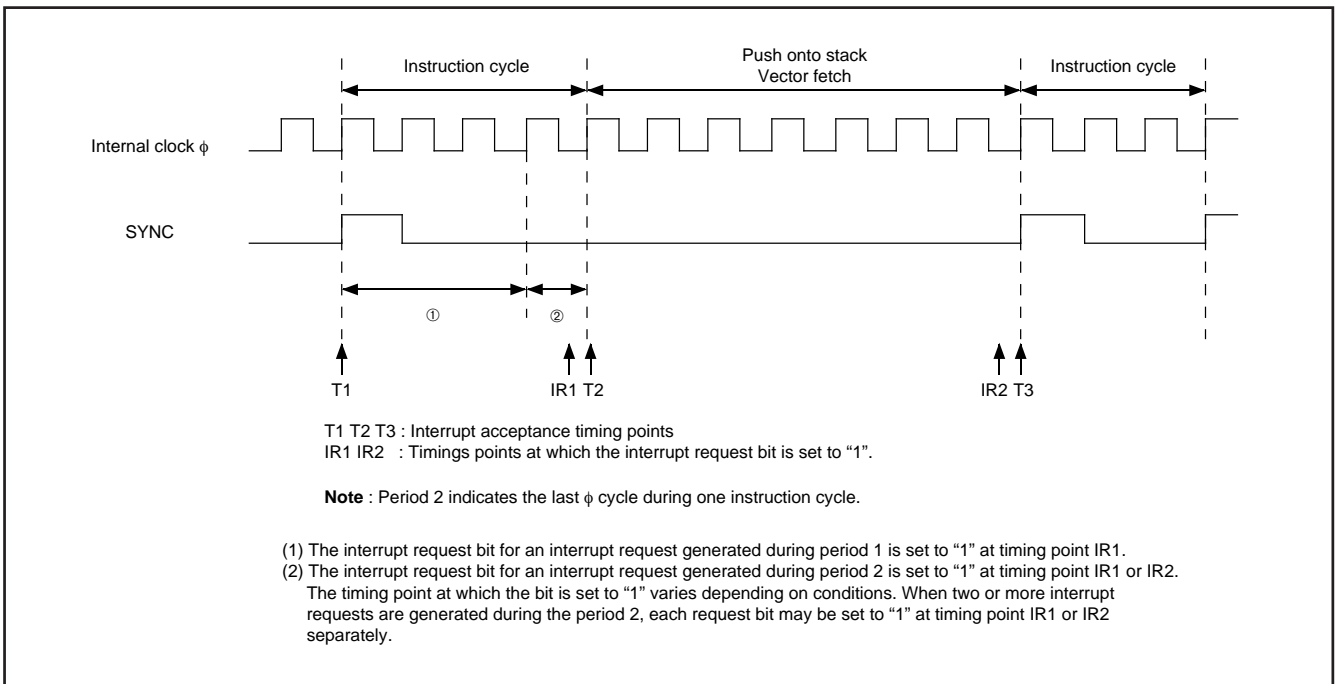 Instruction cycle
Push onto stack
Vector fetch
Instruction cycle
Internal clock ϕ
SYNC
①
②
T1
IR1 T2
IR2 T3
T1 T2 T3 : Interrupt acceptance timing points
IR1 IR2 : Timings points at which the interrupt request bit is set to “1”.
Note : Period 2 indicates the last ϕ cycle during one instruction cycle.
(1) The interrupt request bit for an interrupt request generated during period 1 is set to “1” at timing point IR1.
(2) The interrupt request bit for an interrupt request generated during period 2 is set to “1” at timing point IR1 or IR2.
The timing point at which the bit is set to “1” varies depending on conditions. When two or more interrupt
requests are generated during the period 2, each request bit may be set to “1” at timing point IR1 or IR2
separately.